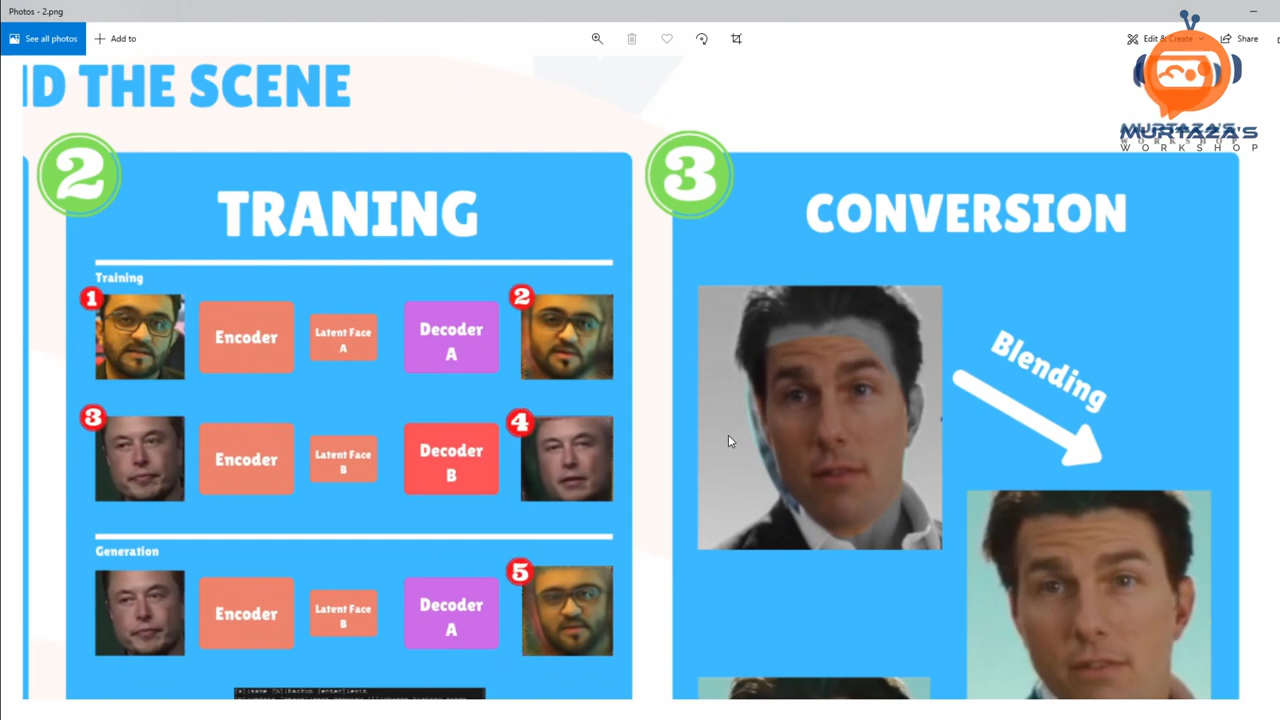 Photos - 2.png
See all photos
Add to
Edit & Create
Share
MURTAZA'S
WORKSHOP
ID THE SCENE
2
TRANING
Training
1
Encoder
Latent Face
A
Decoder
A
2
3
Encoder
Latent Face
B
Decoder
B
4
Generation
Encoder
Latent Face
B
Decoder
A
5
3
CONVERSION
Blending